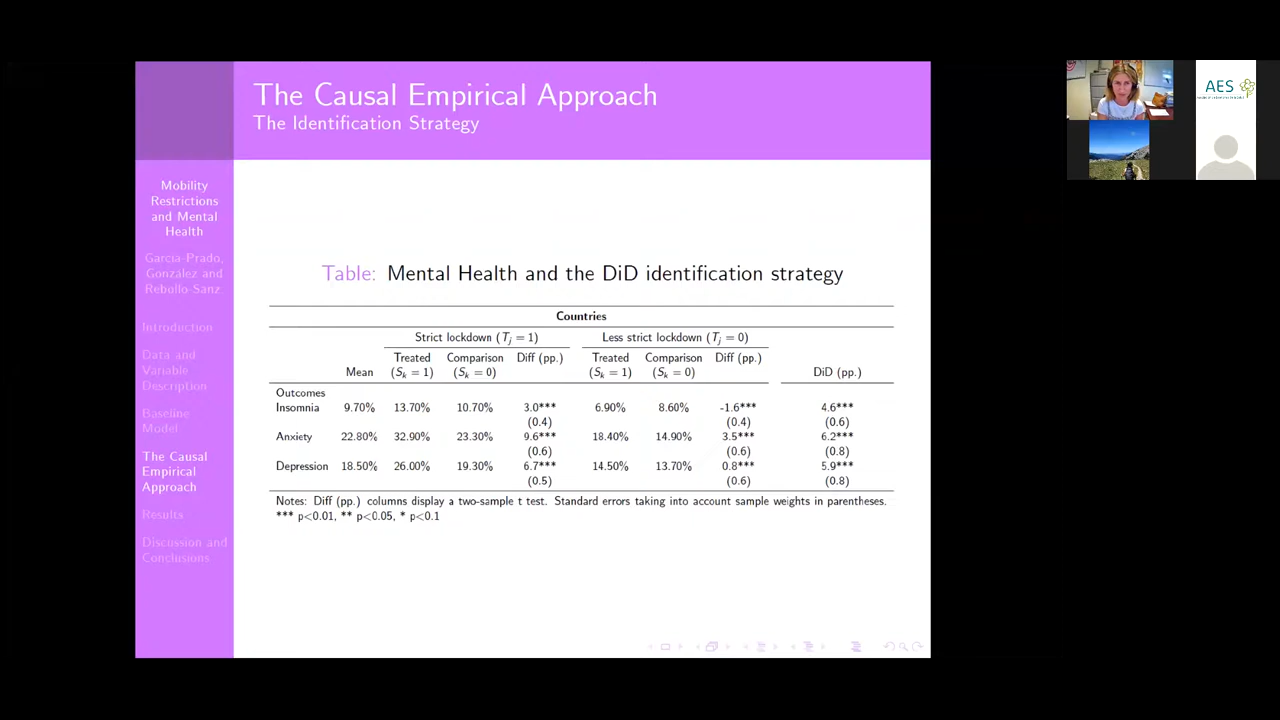 The Causal Empirical Approach
The Identification Strategy
Mobility
Restrictions
and Mental
Health
García-Prado,
González and
Rebollo-Sanz
Introduction
Data and
Variable
Description
Baseline
Model
The Causal
Empirical
Approach
Results
Discussion and
Conclusions
Table: Mental Health and the DiD identification strategy
Countries
Strict lockdown (Tj = 1) Less strict lockdown (Tj = 0)
Treated Comparison Diff (pp.) Treated Comparison Diff (pp.)
Mean (Sk = 1) (Sk = 0) (Sk = 1) (Sk = 0) DiD (pp.)
Outcomes
Insomnia 9.70% 13.70% 10.70% 3.0*** 6.90% 8.60% -1.6*** 4.6***
(0.4) (0.4) (0.6)
Anxiety 22.80% 32.90% 23.30% 9.6*** 18.40% 14.90% 3.5*** 6.2***
(0.6) (0.6) (0.8)
Depression 18.50% 26.00% 19.30% 6.7*** 14.50% 13.70% 0.8*** 5.9***
(0.5) (0.6) (0.8)
Notes: Diff (pp.) columns display a two-sample t test. Standard errors taking into account sample weights in parentheses.
*** p<0.01, ** p<0.05, * p<0.1
AES